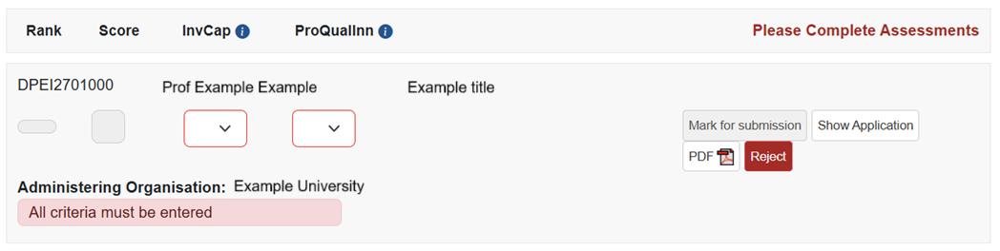 Rank Score InvCap ProQualInn Please Complete Assessments
DPEI2701000 Prof Example Example Example title
Mark for submission Show Application
PDF Reject
Administering Organisation: Example University
All criteria must be entered